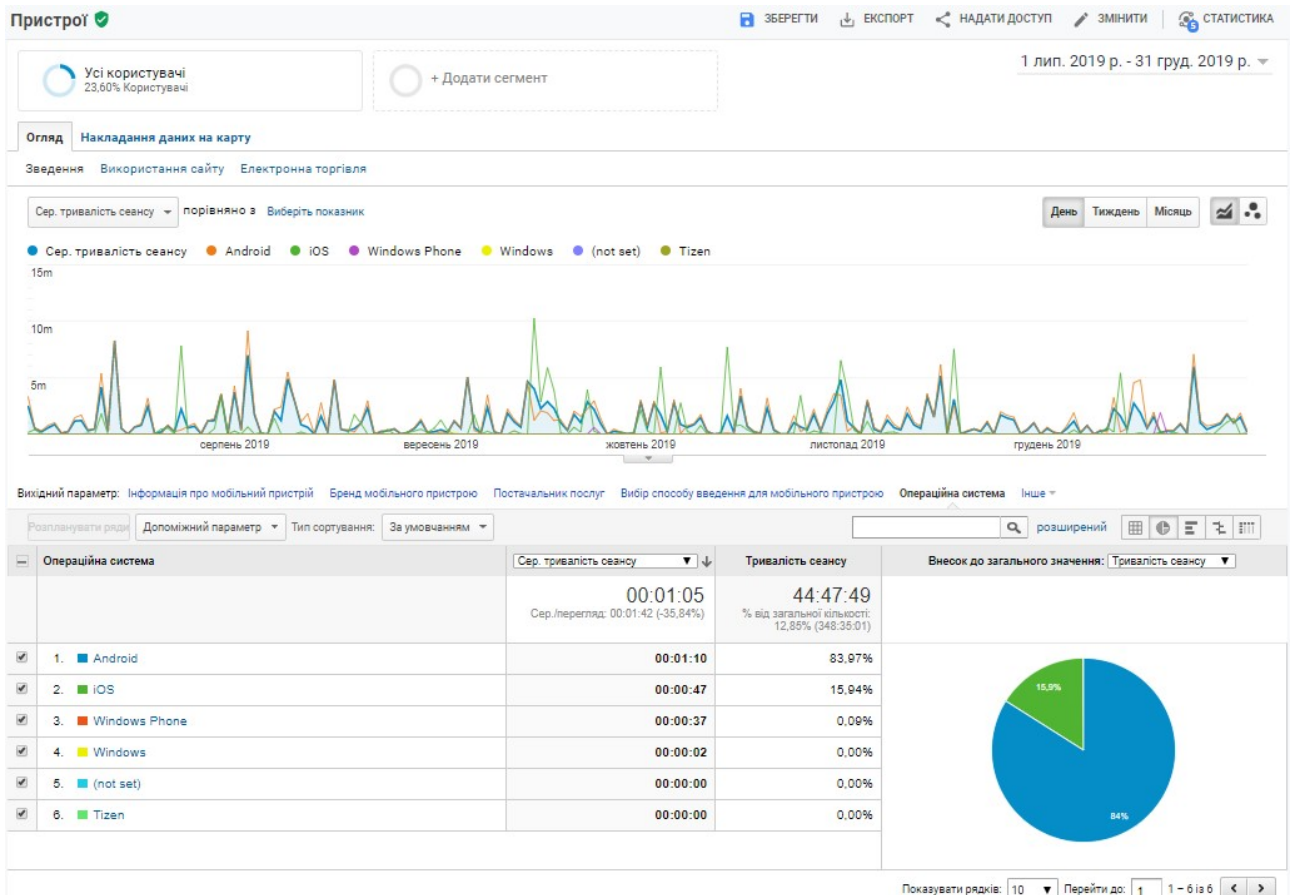 Пристрої
ЗБЕРЕГТИ ЕКСПОРТ НАДАТИ ДОСТУП ЗМІНИТИ 5 СТАТИСТИКА
Усі користувачі
23,60% Користувачі
+ Додати сегмент
1 лип. 2019 р. - 31 груд. 2019 р.
Огляд Накладання даних на карту
Зведення Використання сайту Електронна торгівля
Сер. тривалість сеансу порівняно з Виберіть показник
День Тиждень Місяць
Сер. тривалість сеансу Android iOS Windows Phone Windows (not set) Tizen
15m
10m
5m
серпень 2019 вересень 2019 жовтень 2019 листопад 2019 грудень 2019
Вихідний параметр: Інформація про мобільний пристрій Бренд мобільного пристрою Постачальник послуг Вибір способу введення для мобільного пристрою Операційна система Інше
Розпланувати ряди Допоміжний параметр Тип сортування: За умовчанням розширений
Операційна система Сер. тривалість сеансу Тривалість сеансу Внесок до загального значення: Тривалість сеансу
00:01:05 44:47:49
Сер./перегляд: 00:01:42 (-35,84%) % від загальної кількості:
12,85% (348:35:01)
1. Android 00:01:10 83,97%
2. iOS 00:00:47 15,94%
3. Windows Phone 00:00:37 0,09%
4. Windows 00:00:02 0,00%
5. (not set) 00:00:00 0,00%
6. Tizen 00:00:00 0,00%
15,9%
84%
Показувати рядків: 10 Перейти до: 1 1 – 6 із 6